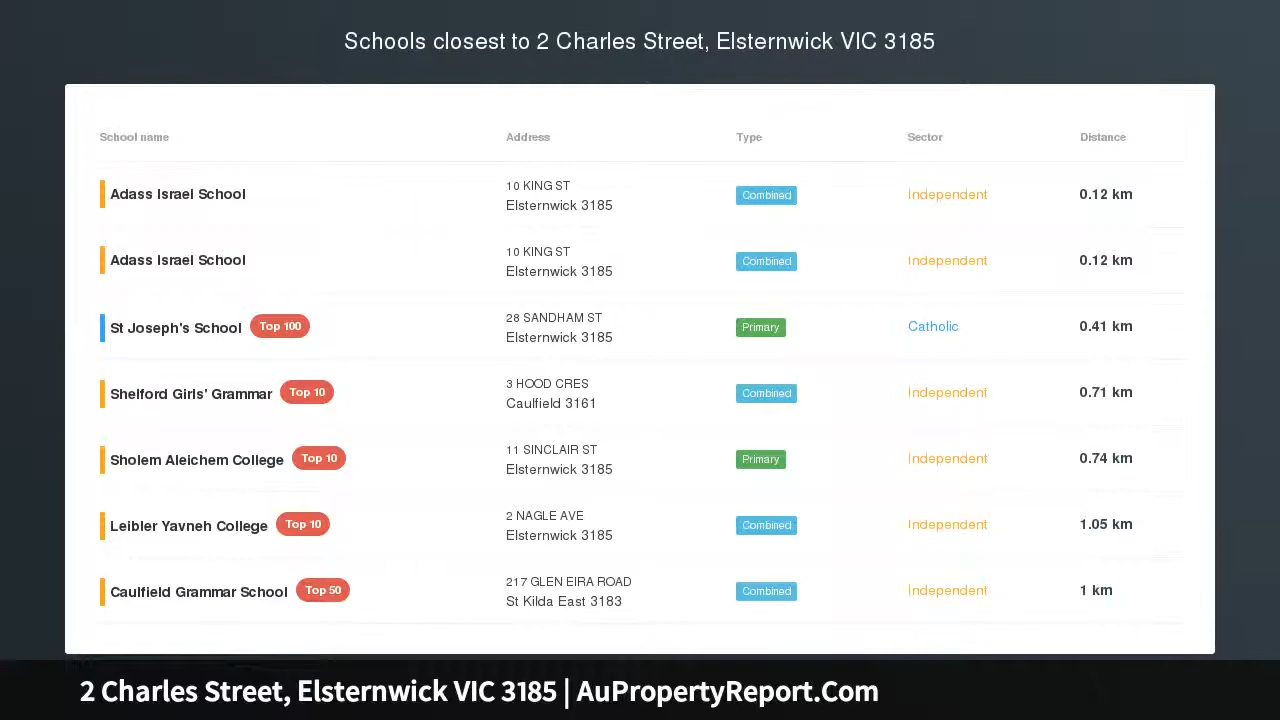 Schools closest to 2 Charles Street, Elsternwick VIC 3185
School name Address Type Sector Distance
Adass Israel School 10 KING ST Elsternwick 3185 Combined Independent 0.12 km
Adass Israel School 10 KING ST Elsternwick 3185 Combined Independent 0.12 km
St Joseph's School Top 100 28 SANDHAM ST Elsternwick 3185 Primary Catholic 0.41 km
Shelford Girls' Grammar Top 10 3 HOOD CRES Caulfield 3161 Combined Independent 0.71 km
Sholem Aleichem College Top 10 11 SINCLAIR ST Elsternwick 3185 Primary Independent 0.74 km
Leibler Yavneh College Top 10 2 NAGLE AVE Elsternwick 3185 Combined Independent 1.05 km
Caulfield Grammar School Top 50 217 GLEN EIRA ROAD St Kilda East 3183 Combined Independent 1 km
2 Charles Street, Elsternwick VIC 3185 | AuPropertyReport.Com